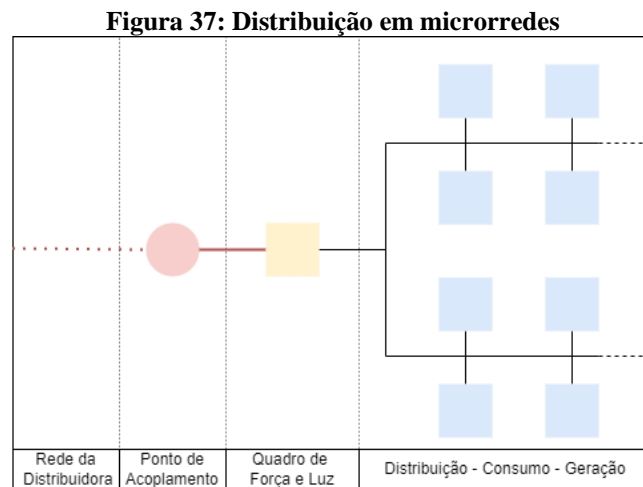 Figura 37: Distribuição em microrredes
Rede da
Distribuidora
Ponto de
Acoplamento
Quadro de
Força e Luz
Distribuição - Consumo - Geração